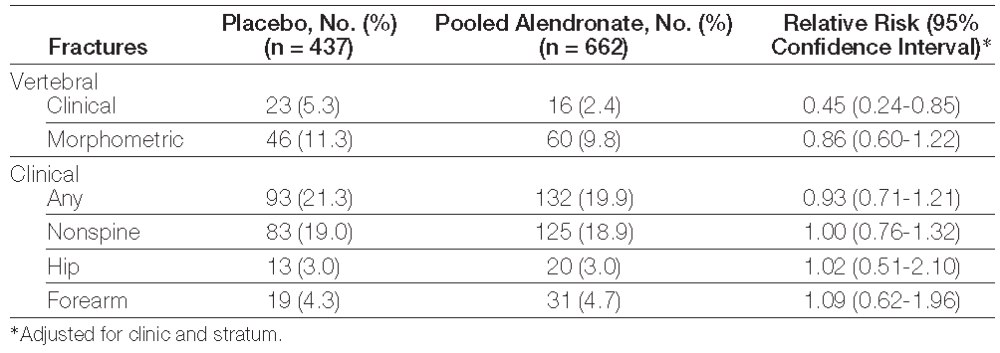 Fractures Placebo, No. (%) (n = 437) Pooled Alendronate, No. (%) (n = 662) Relative Risk (95% Confidence Interval)*
Vertebral
Clinical 23 (5.3) 16 (2.4) 0.45 (0.24-0.85)
Morphometric 46 (11.3) 60 (9.8) 0.86 (0.60-1.22)
Clinical
Any 93 (21.3) 132 (19.9) 0.93 (0.71-1.21)
Nonspine 83 (19.0) 125 (18.9) 1.00 (0.76-1.32)
Hip 13 (3.0) 20 (3.0) 1.02 (0.51-2.10)
Forearm 19 (4.3) 31 (4.7) 1.09 (0.62-1.96)
*Adjusted for clinic and stratum.